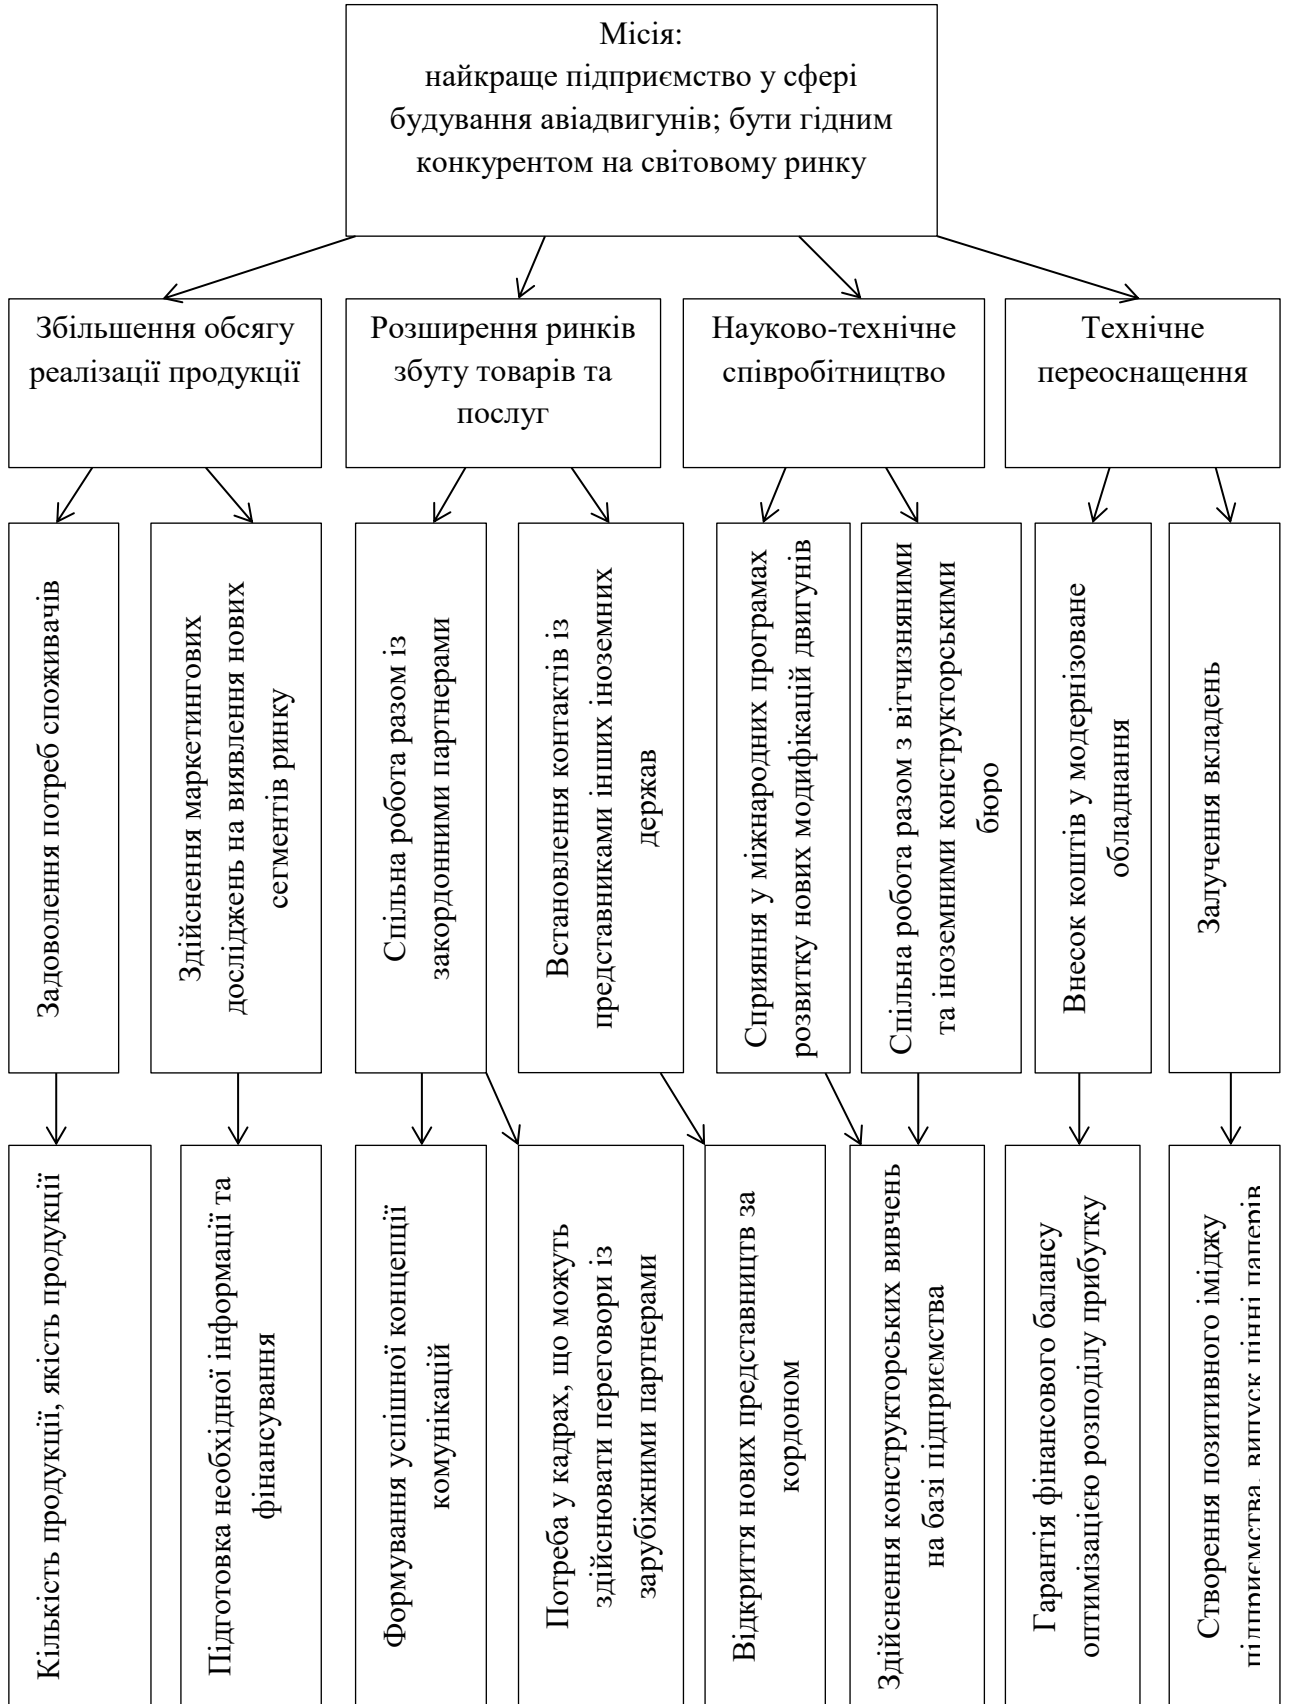 Місія:
найкраще підприємство у сфері
будування авіадвигунів; бути гідним
конкурентом на світовому ринку
Збільшення обсягу
реалізації продукції
Розширення ринків
збуту товарів та
послуг
Науково-технічне
співробітництво
Технічне
переоснащення
Задоволення потреб споживачів
Здійснення маркетингових
досліджень на виявлення нових
сегментів ринку
Спільна робота разом із
закордонними партнерами
Встановлення контактів із
представниками інших іноземних
держав
Сприяння у міжнародних програмах
розвитку нових модифікацій двигунів
Спільна робота разом з вітчизняними
та іноземними конструкторськими
бюро
Внесок коштів у модернізоване
обладнання
Залучення вкладень
Кількість продукції, якість продукції
Підготовка необхідної інформації та
фінансування
Формування успішної концепції
комунікацій
Потреба у кадрах, що можуть
здійснювати переговори із
зарубіжними партнерами
Відкриття нових представництв за
кордоном
Здійснення конструкторських вивчень
на базі підприємства
Гарантія фінансового балансу
оптимізацією розподілу прибутку
Створення позитивного іміджу
підприємства, випуск цінні паперів